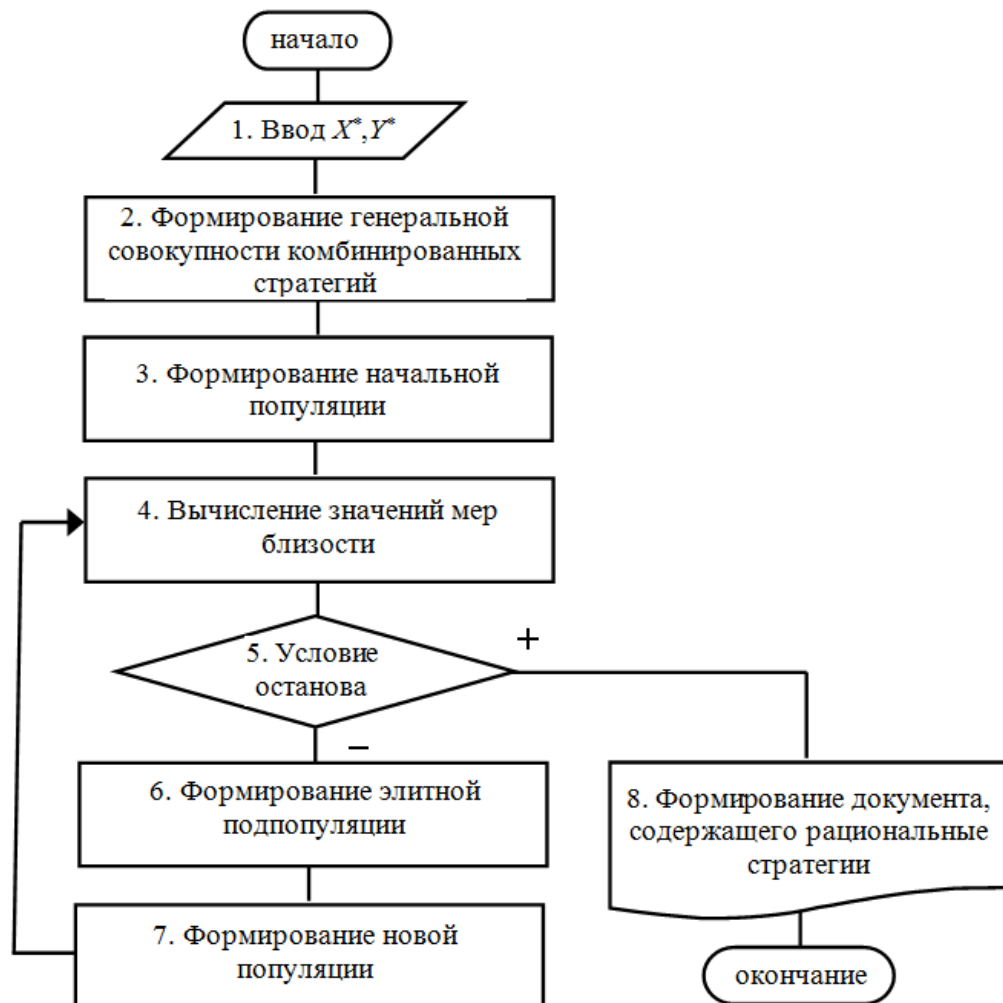 начало
1. Ввод X*,Y*
2. Формирование генеральной
совокупности комбинированных
стратегий
3. Формирование начальной
популяции
4. Вычисление значений мер
близости
5. Условие
останова
+
−
6. Формирование элитной
подпопуляции
7. Формирование новой
популяции
8. Формирование документа,
содержащего рациональные
стратегии
окончание